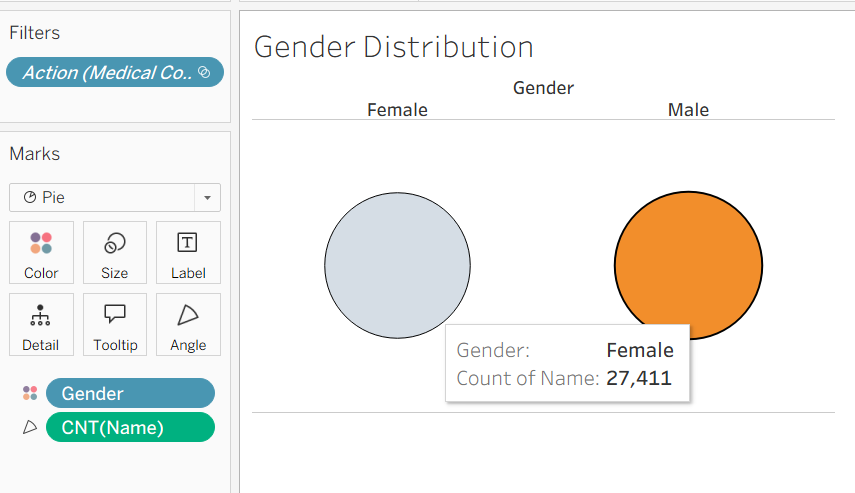 Filters
Action (Medical Co..
Marks
Pie
Color Size Label
Detail Tooltip Angle
Gender
CNT(Name)
Gender Distribution
Gender
Female Male
Gender: Female
Count of Name: 27,411